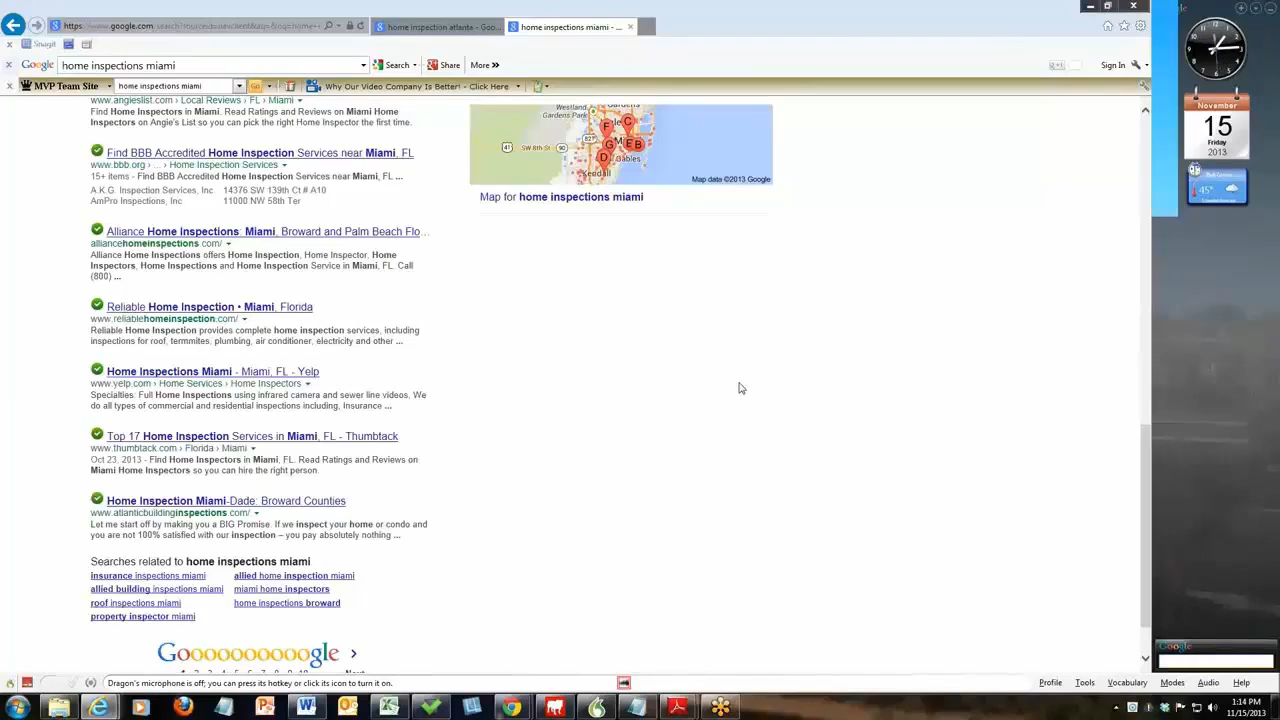 https://www.google.com/
home inspection atlanta - Goo...
home inspections miami - ...
Snagit
Google
home inspections miami
Search
Share
More »
Sign In
MVP Team Site
home inspections miami
Go
Why Our Video Company Is Better! - Click Here
www.angieslist.com › Local Reviews › FL › Miami
Find Home Inspectors in Miami. Read Ratings and Reviews on Miami Home
Inspectors on Angie's List so you can pick the right Home Inspector the first time.
Find BBB Accredited Home Inspection Services near Miami, FL
www.bbb.org › ... › Home Inspection Services
15+ items - Find BBB Accredited Home Inspection Services near Miami, FL ...
A.K.G. Inspection Services, Inc 14376 SW 139th Ct # A10
AmPro Inspections, Inc 11000 NW 58th Ter
Alliance Home Inspections: Miami, Broward and Palm Beach Flo...
alliancehomeinspections.com/
Alliance Home Inspections offers Home Inspection, Home Inspector, Home
Inspectors, Home Inspections and Home Inspection Service in Miami, FL. Call
(800) ...
Reliable Home Inspection • Miami, Florida
www.reliablehomeinspection.com/
Reliable Home Inspection provides complete home inspection services, including
inspections for roof, termmites, plumbing, air conditioner, electricity and other ...
Home Inspections Miami - Miami, FL - Yelp
www.yelp.com › Home Services › Home Inspectors
Specialties: Full Home Inspections using infrared camera and sewer line videos, We
do all types of commercial and residential inspections including, Insurance ...
Top 17 Home Inspection Services in Miami, FL - Thumbtack
www.thumbtack.com › Florida › Miami
Oct 23, 2013 - Find Home Inspectors in Miami, FL. Read Ratings and Reviews on
Miami Home Inspectors so you can hire the right person.
Home Inspection Miami-Dade: Broward Counties
www.atlanticbuildinginspections.com/
Let me start off by making you a BIG Promise. If we inspect your home or condo and
you are not 100% satisfied with our inspection – you pay absolutely nothing ...
Searches related to home inspections miami
insurance inspections miami
allied home inspection miami
allied building inspections miami
miami home inspectors
roof inspections miami
home inspections broward
property inspector miami
Goooooooooogle
Westland
Gardens Park
Gardens
827
41
SW 8th St
90
F
C
G
M
E
B
D
Gables
Kendall
Map data ©2013 Google
Map for home inspections miami
November
15
Friday
2013
45°
Google
Dragon's microphone is off; you can press its hotkey or click its icon to turn it on.
Profile
Tools
Vocabulary
Modes
Audio
Help
1:14 PM
11/15/2013